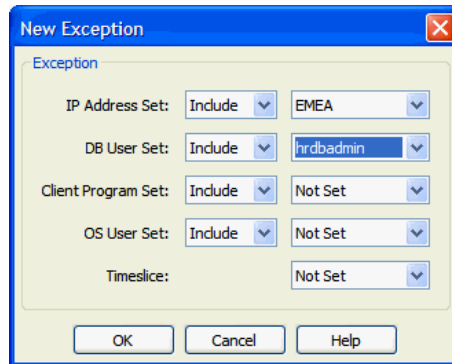 New Exception
Exception
IP Address Set: Include EMEA
DB User Set: Include hrdbadmin
Client Program Set: Include Not Set
OS User Set: Include Not Set
Timeslice: Not Set
OK Cancel Help